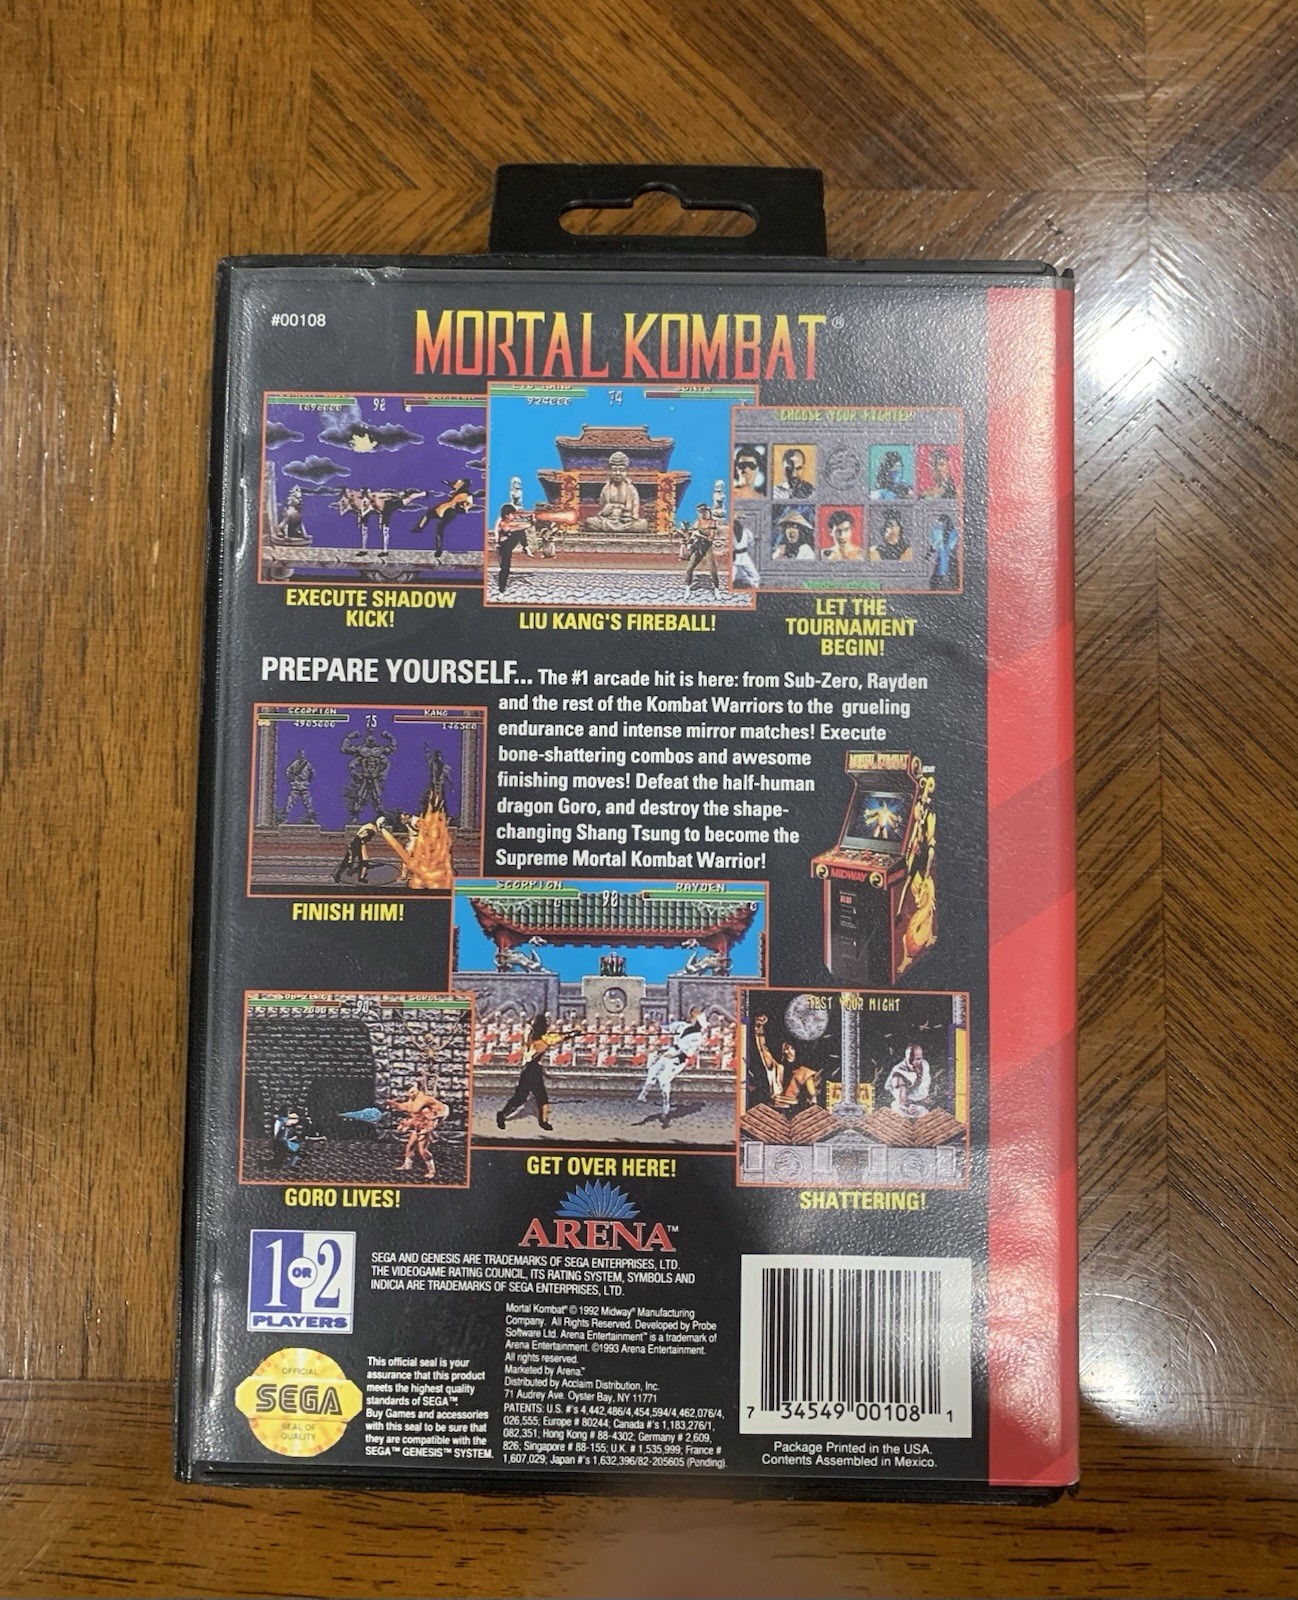 #00108
MORTAL KOMBAT®
98
924000 74
CHOOSE YOUR FIGHTER
EXECUTE SHADOW
KICK!
LIU KANG'S FIREBALL!
LET THE
TOURNAMENT
BEGIN!
PREPARE YOURSELF... The #1 arcade hit is here: from Sub-Zero, Rayden
and the rest of the Kombat Warriors to the grueling
endurance and intense mirror matches! Execute
bone-shattering combos and awesome
finishing moves! Defeat the half-human
dragon Goro, and destroy the shape-
changing Shang Tsung to become the
Supreme Mortal Kombat Warrior!
SCORPION 75 KANG
MORTAL KOMBAT
MIDWAY
FINISH HIM!
SCORPION 90 RAYDEN
TEST YOUR MIGHT
GET OVER HERE!
GORO LIVES!
SHATTERING!
ARENA™
1 OR 2
PLAYERS
SEGA AND GENESIS ARE TRADEMARKS OF SEGA ENTERPRISES, LTD.
THE VIDEOGAME RATING COUNCIL, ITS RATING SYSTEM, SYMBOLS AND
INDICIA ARE TRADEMARKS OF SEGA ENTERPRISES, LTD.
Mortal Kombat® © 1992 Midway® Manufacturing
Company. All Rights Reserved. Developed by Probe
Software Ltd. Arena Entertainment™ is a trademark of
Arena Entertainment. ©1993 Arena Entertainment.
All rights reserved.
Marketed by Arena.™
Distributed by Acclaim Distribution, Inc.
71 Audrey Ave. Oyster Bay, NY 11771
PATENTS: U.S. #'s 4,442,486/4,454,594/4,462,076/4,
026,555; Europe # 80244; Canada #'s 1,183,276/1,
082,351; Hong Kong # 88-4302; Germany # 2,609,
826; Singapore # 88-155; U.K. # 1,535,999; France #
1,607,029; Japan #'s 1,632,396/82-205605 (Pending).
OFFICIAL
SEGA
SEAL OF
QUALITY
This official seal is your
assurance that this product
meets the highest quality
standards of SEGA™.
Buy Games and accessories
with this seal to be sure that
they are compatible with the
SEGA™ GENESIS™ SYSTEM.
7 34549 00108 1
Package Printed in the USA.
Contents Assembled in Mexico.